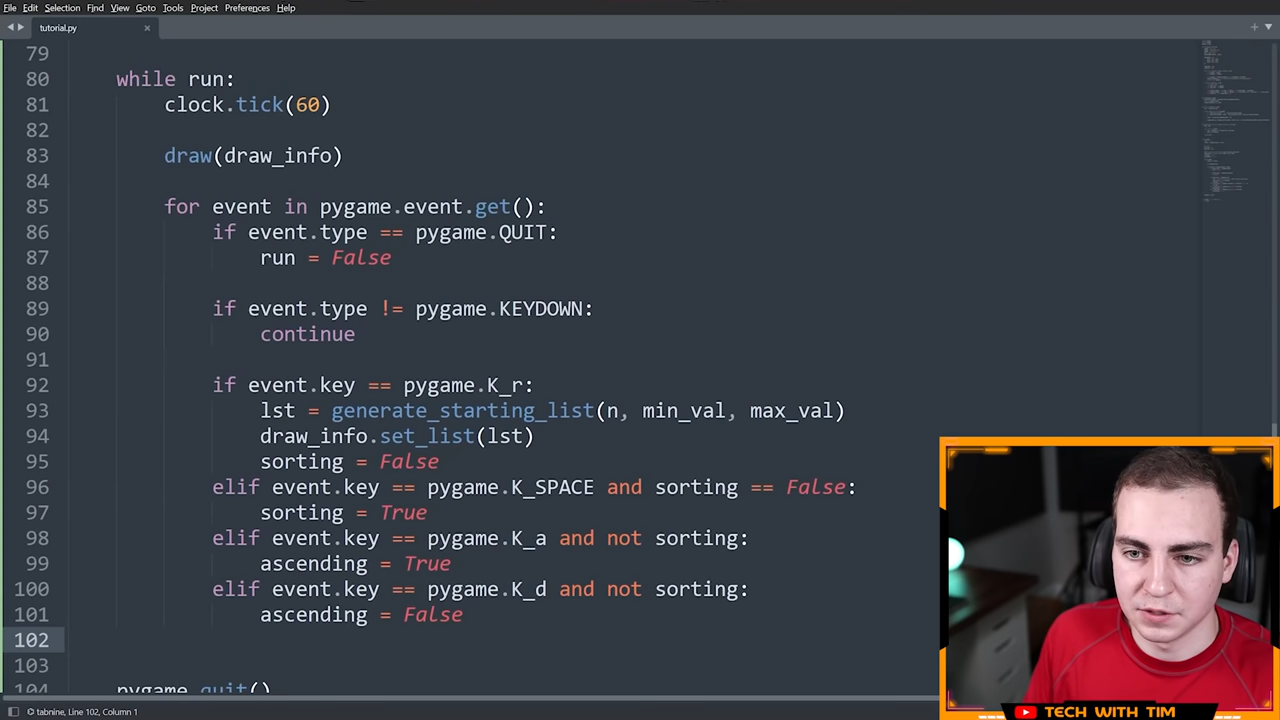 File Edit Selection Find View Goto Tools Project Preferences Help
tutorial.py
79
80 while run:
81 clock.tick(60)
82
83 draw(draw_info)
84
85 for event in pygame.event.get():
86 if event.type == pygame.QUIT:
87 run = False
88
89 if event.type != pygame.KEYDOWN:
90 continue
91
92 if event.key == pygame.K_r:
93 lst = generate_starting_list(n, min_val, max_val)
94 draw_info.set_list(lst)
95 sorting = False
96 elif event.key == pygame.K_SPACE and sorting == False:
97 sorting = True
98 elif event.key == pygame.K_a and not sorting:
99 ascending = True
100 elif event.key == pygame.K_d and not sorting:
101 ascending = False
102
103
104 pygame.quit()
tabnine, Line 102, Column 1
TECH WITH TIM